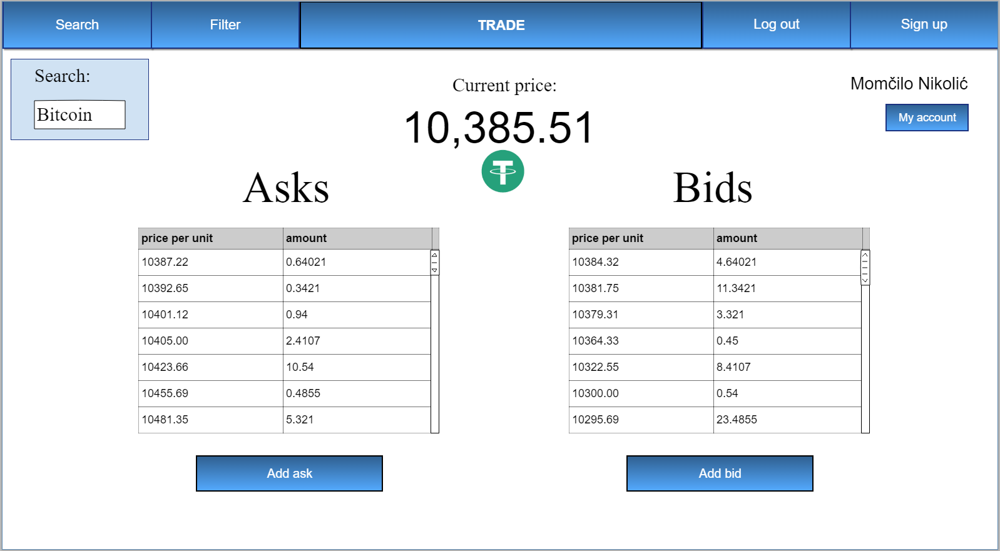 Search
Filter
TRADE
Log out
Sign up
Search:
Bitcoin
Current price:
10,385.51
Momčilo Nikolić
My account
Asks
price per unit amount
10387.22 0.64021
10392.65 0.3421
10401.12 0.94
10405.00 2.4107
10423.66 10.54
10455.69 0.4855
10481.35 5.321
Add ask
Bids
price per unit amount
10384.32 4.64021
10381.75 11.3421
10379.31 3.321
10364.33 0.45
10322.55 8.4107
10300.00 0.54
10295.69 23.4855
Add bid